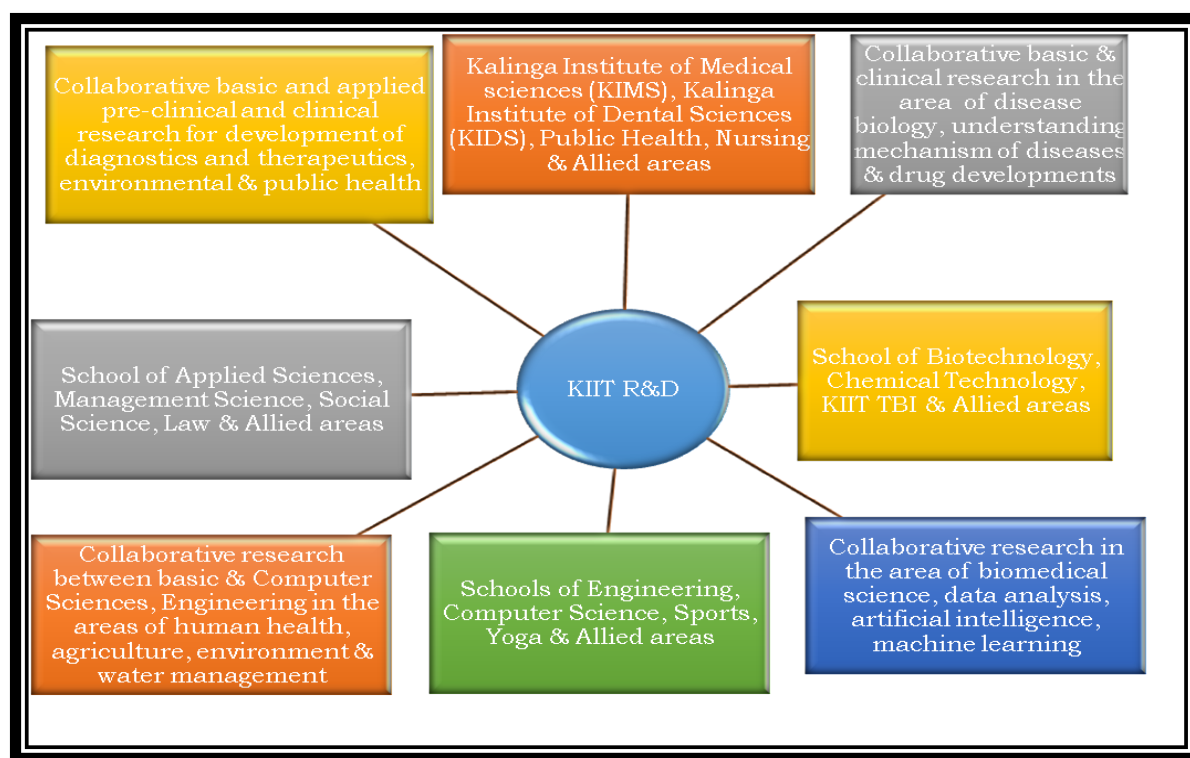 Collaborative basic and applied
pre-clinical and clinical
research for development of
diagnostics and therapeutics,
environmental & public health
Kalinga Institute of Medical
sciences (KIMS), Kalinga
Institute of Dental Sciences
(KIDS), Public Health, Nursing
& Allied areas
Collaborative basic &
clinical research in the
area of disease
biology, understanding
mechanism of diseases
& drug developments
School of Applied Sciences,
Management Science, Social
Science, Law & Allied areas
KIIT R&D
School of Biotechnology,
Chemical Technology,
KIIT TBI & Allied areas
Collaborative research
between basic & Computer
Sciences, Engineering in the
areas of human health,
agriculture, environment &
water management
Schools of Engineering,
Computer Science, Sports,
Yoga & Allied areas
Collaborative research in
the area of biomedical
science, data analysis,
artificial intelligence,
machine learning